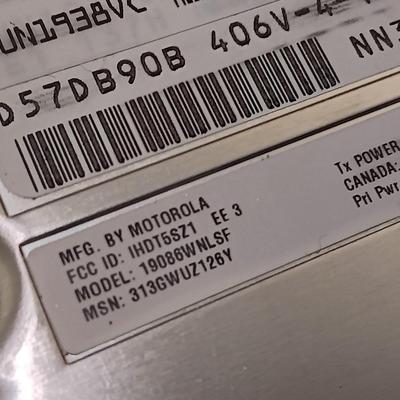 UN1938VC
D57DB90B 406V-4
NN3
MFG. BY MOTOROLA
FCC ID: IHDT5SZ1 EE 3
MODEL: 19086WNLSF
MSN: 313GWUZ126Y
Tx POWER
CANADA:
Pri Pwr